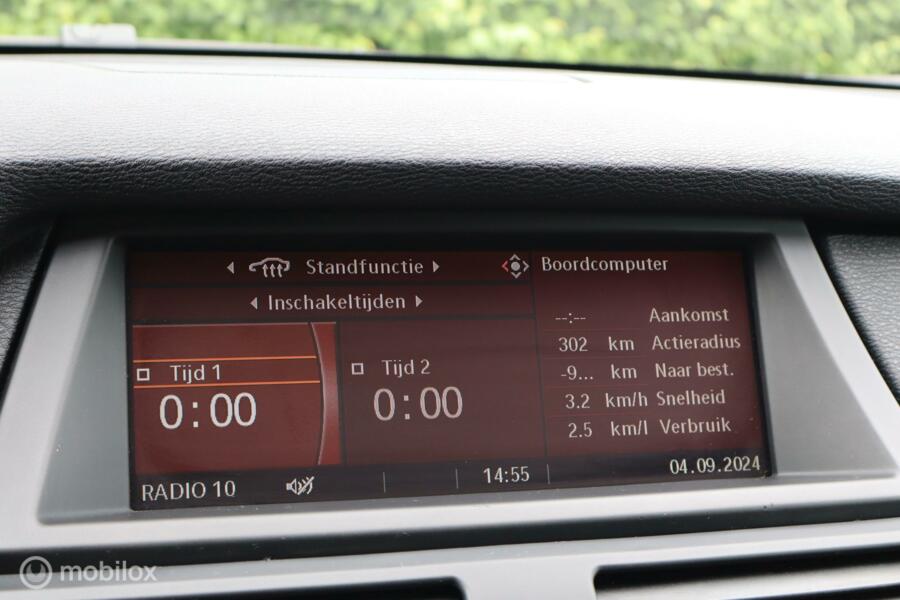 Standfunctie
Inschakeltijden
Tijd 1
0:00
Tijd 2
0:00
Boordcomputer
--:-- Aankomst
302 km Actieradius
-9... km Naar best.
3.2 km/h Snelheid
2.5 km/l Verbruik
RADIO 10
14:55
04.09.2024
mobilox